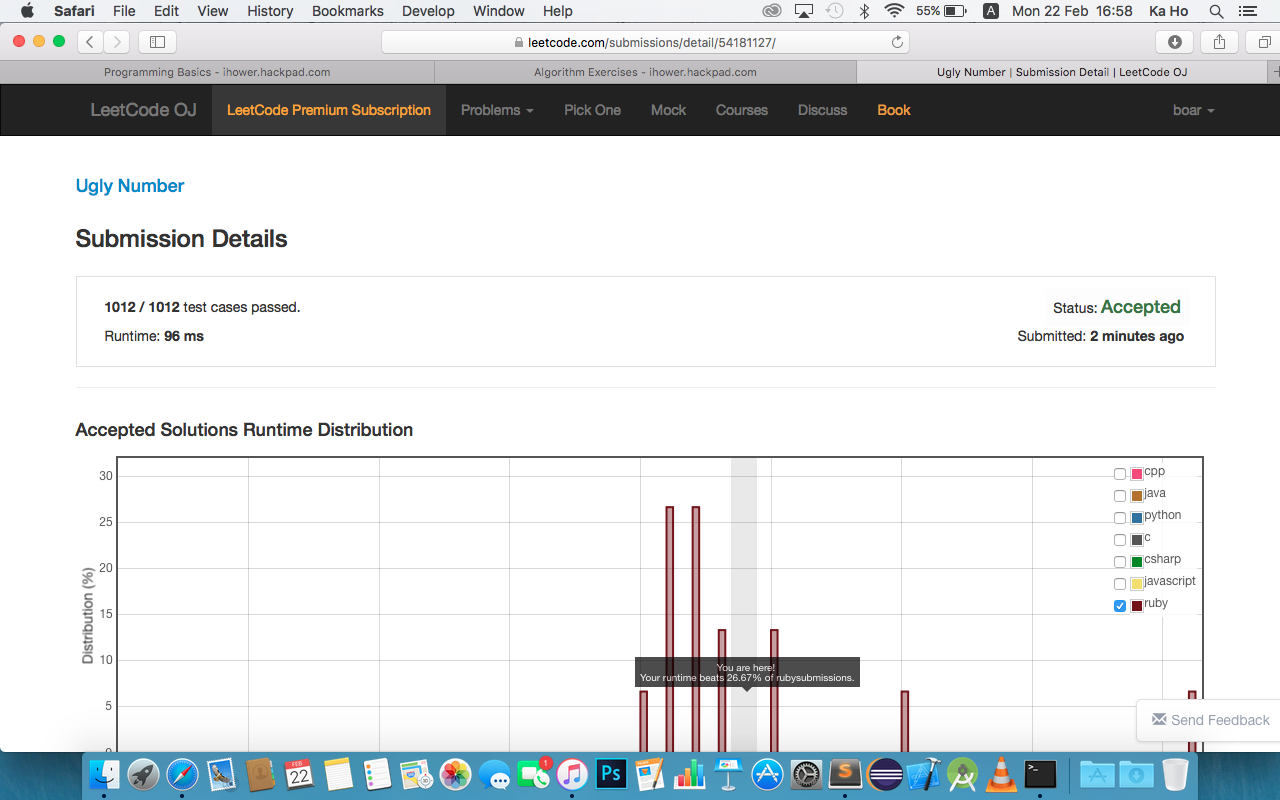 Safari File Edit View History Bookmarks Develop Window Help 55% A Mon 22 Feb 16:58 Ka Ho
leetcode.com/submissions/detail/54181127/
Programming Basics - ihower.hackpad.com Algorithm Exercises - ihower.hackpad.com Ugly Number | Submission Detail | LeetCode OJ
LeetCode OJ LeetCode Premium Subscription Problems Pick One Mock Courses Discuss Book boar
Ugly Number
Submission Details
1012 / 1012 test cases passed. Status: Accepted
Runtime: 96 ms Submitted: 2 minutes ago
Accepted Solutions Runtime Distribution
Distribution (%)
30
25
20
15
10
5
0
cpp
java
python
c
csharp
javascript
ruby
You are here!
Your runtime beats 26.67% of rubysubmissions.
Send Feedback
FEB
22
1
Ps
S
>_